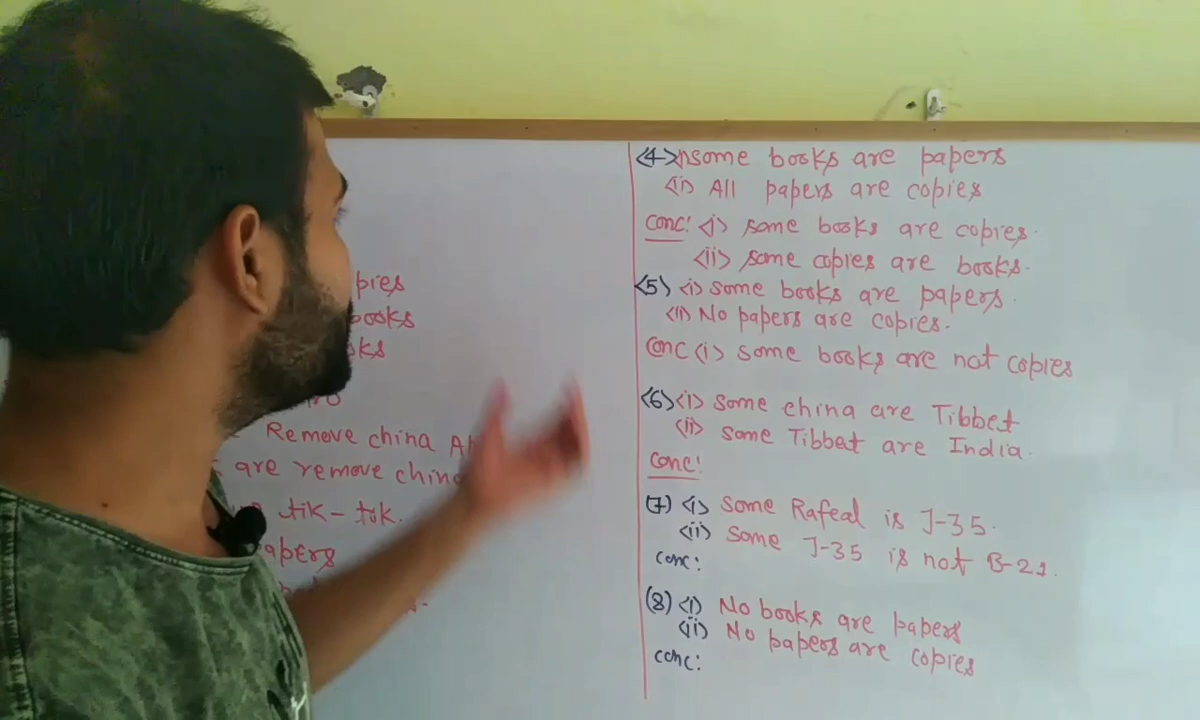 pies
books
ks
Remove china
are remove china
tik-tok.
apers
<4> some books are papers
<i> All papers are copies
conc: <i> some books are copies.
<ii> some copies are books.
<5> <i> some books are papers.
<ii> No papers are copies.
conc <i> some books are not copies
<6> <i> some china are Tibbet
<ii> some Tibbet are India.
conc:
(7) <i> Some Rafeal is J-35.
<ii> Some J-35 is not B-21.
conc:
(8) <i> No books are papers
<ii> No papers are copies
conc: